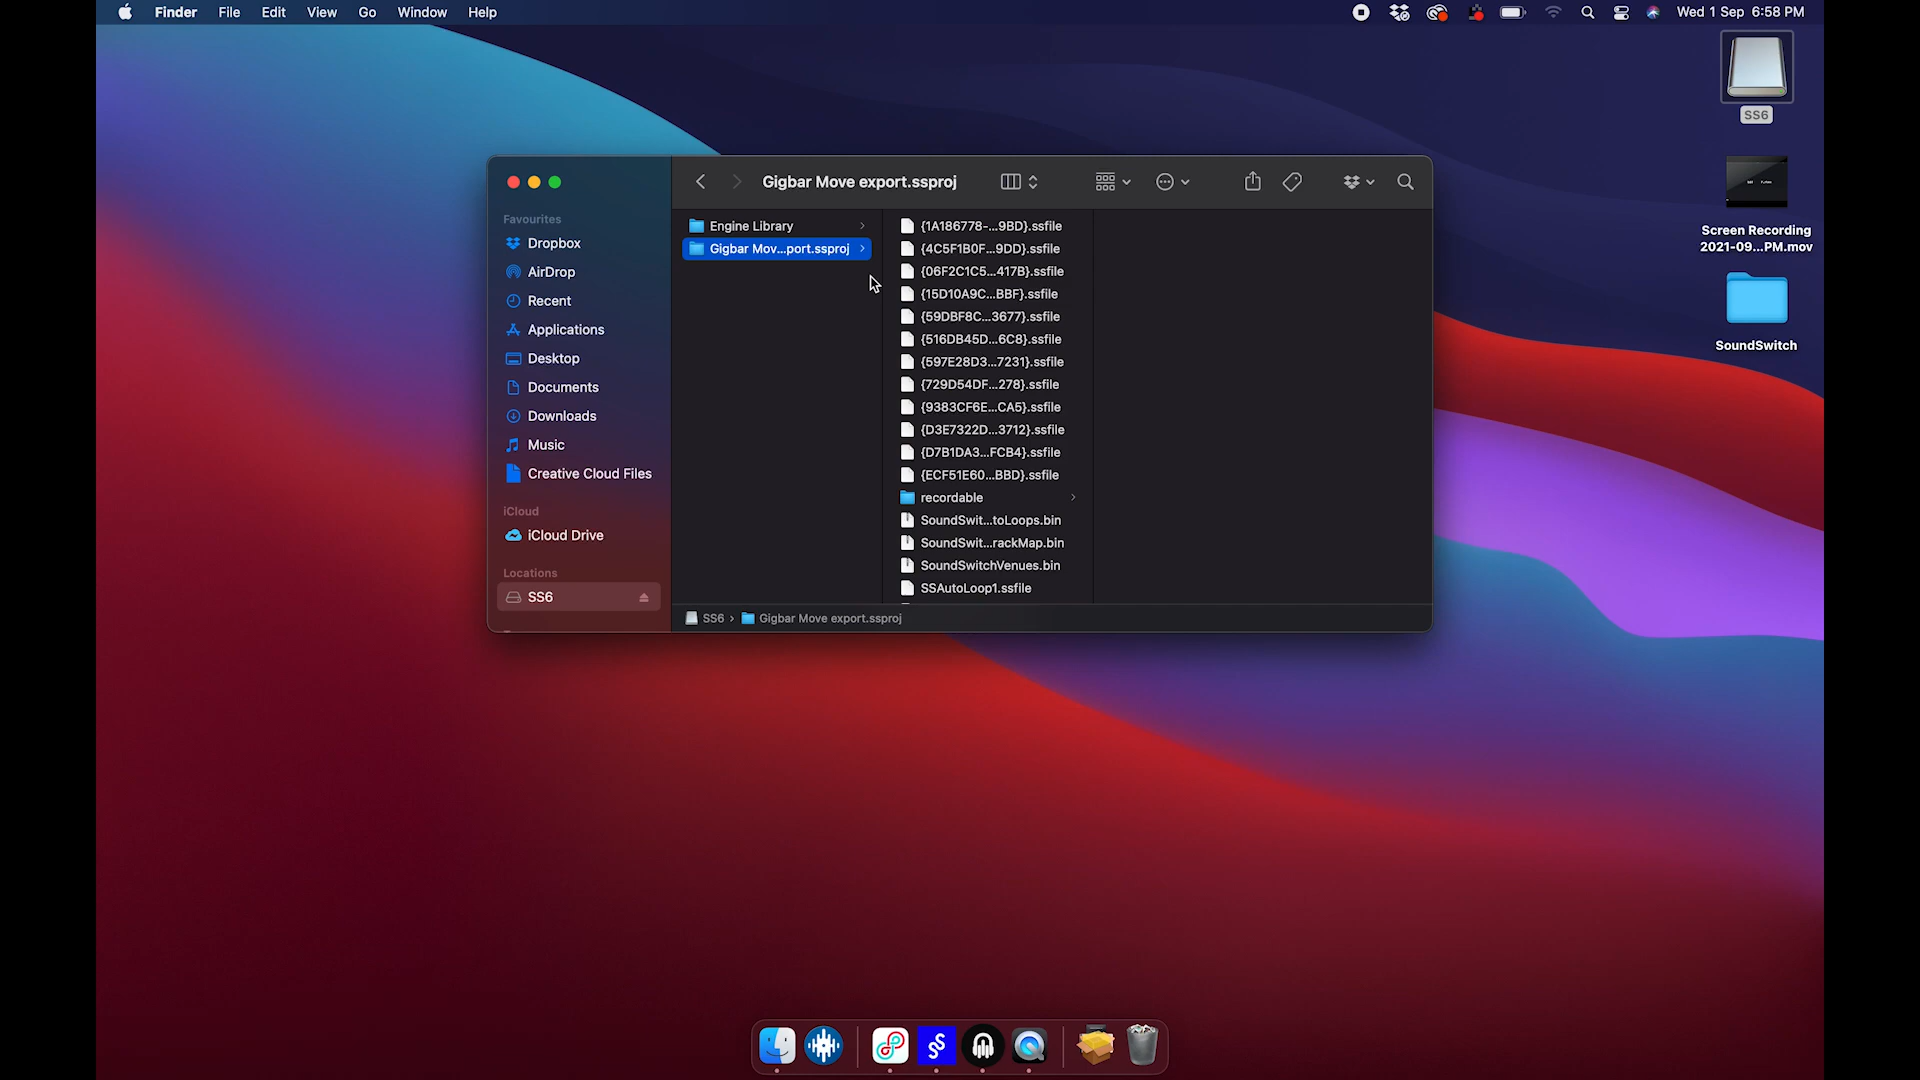 Finder File Edit View Go Window Help Wed 1 Sep 6:58 PM
SS6
Screen Recording
2021-09...PM.mov
SoundSwitch
Gigbar Move export.ssproj
Favourites
Dropbox
AirDrop
Recent
Applications
Desktop
Documents
Downloads
Music
Creative Cloud Files
iCloud
iCloud Drive
Locations
SS6
Engine Library
Gigbar Mov...port.ssproj
{1A186778-...9BD}.ssfile
{4C5F1B0F...9DD}.ssfile
{06F2C1C5...417B}.ssfile
{15D10A9C...BBF}.ssfile
{59DBF8C...3677}.ssfile
{516DB45D...6C8}.ssfile
{597E28D3...7231}.ssfile
{729D54DF...278}.ssfile
{9383CF6E...CA5}.ssfile
{D3E7322D...3712}.ssfile
{D7B1DA3...FCB4}.ssfile
{ECF51E60...BBD}.ssfile
recordable
SoundSwit...toLoops.bin
SoundSwit...rackMap.bin
SoundSwitchVenues.bin
SSAutoLoop1.ssfile
SS6 › Gigbar Move export.ssproj